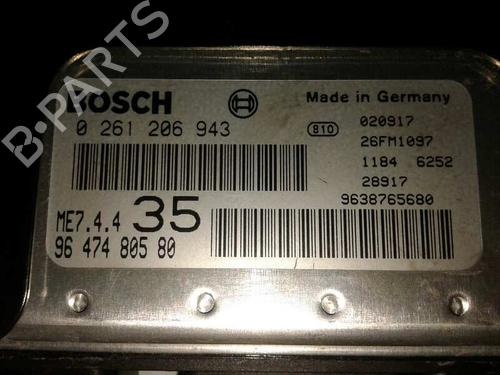 B-PARTS
BOSCH
Made in Germany
0 261 206 943
810
020917
26FM1097
1184 6252
28917
9638765680
ME7.4.4 35
96 474 805 80